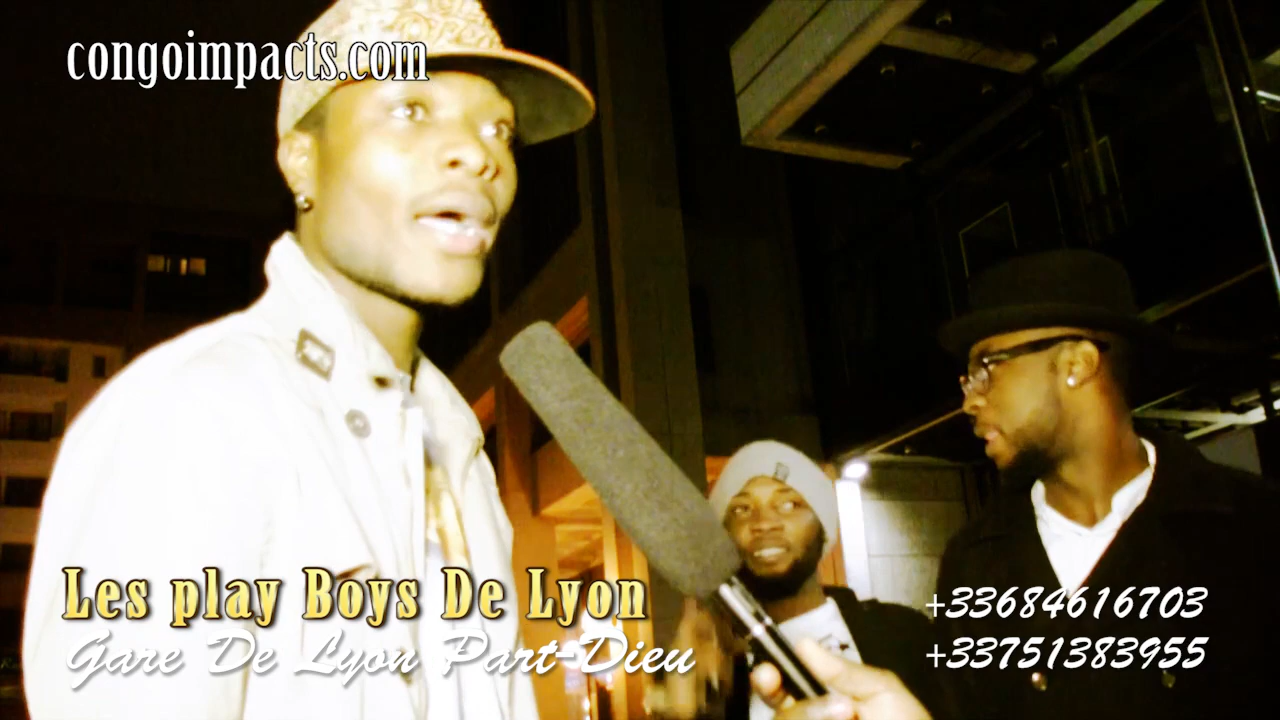 congoimpacts.com
Les play Boys De Lyon
Gare De Lyon Part-Dieu
+33684616703
+33751383955